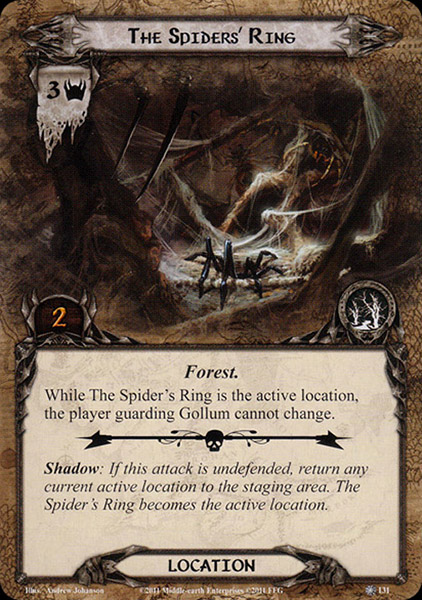 The Spiders' Ring
3
2
Forest.
While The Spider's Ring is the active location,
the player guarding Gollum cannot change.
Shadow: If this attack is undefended, return any
current active location to the staging area. The
Spider's Ring becomes the active location.
LOCATION
Illus. Andrew Johanson ©2011 Middle-earth Enterprises ©2011 FFG 131